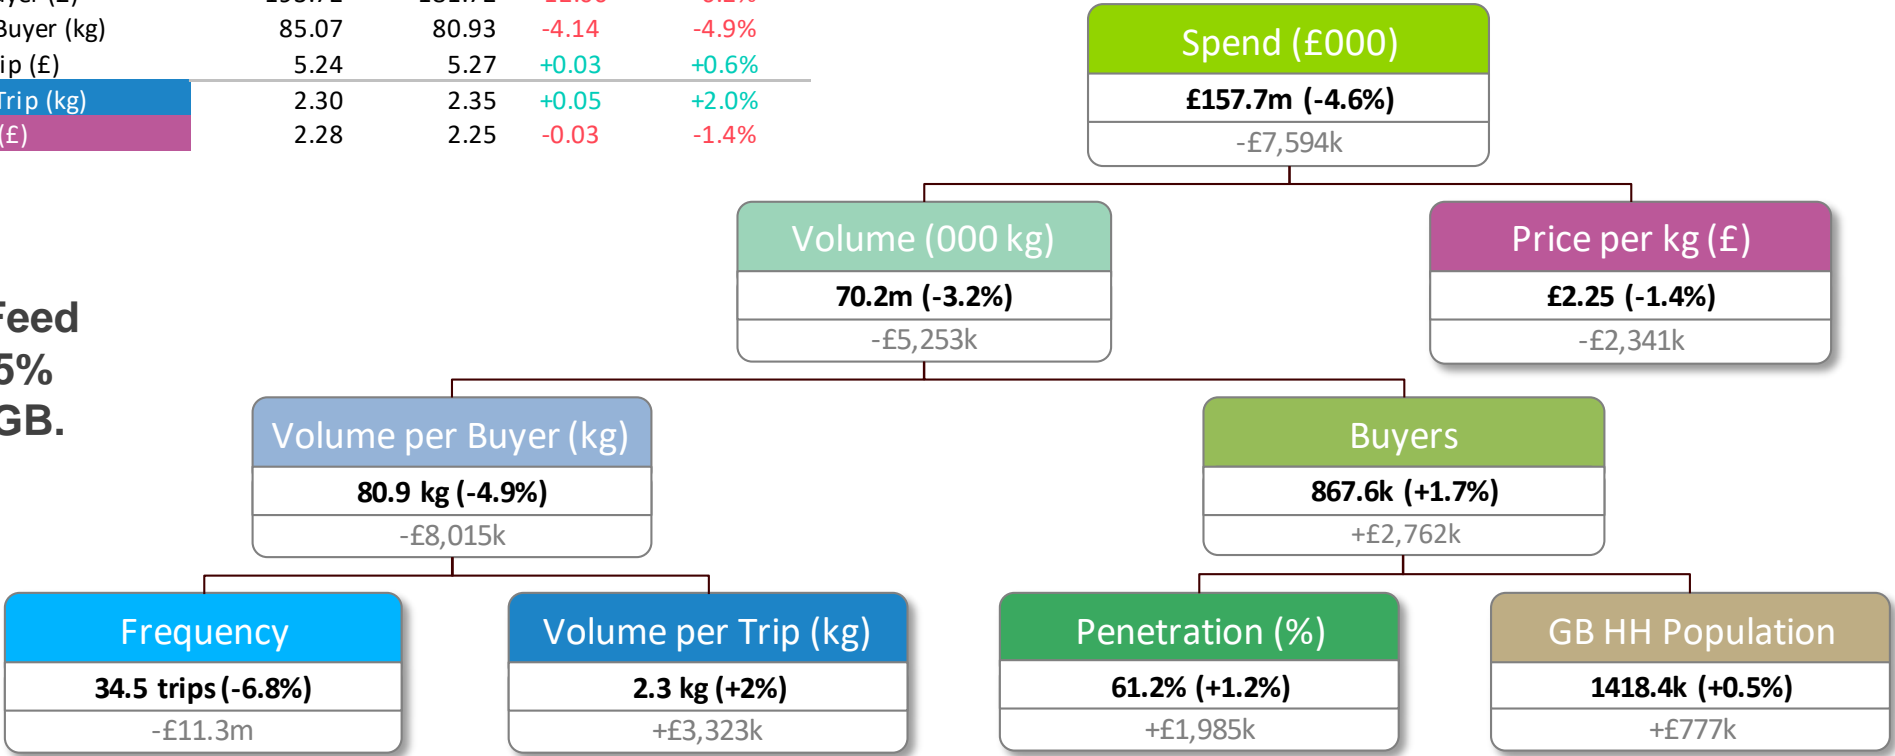 Buyer (kg) 85.07 80.93 -4.14 -4.9%
ip (£) 5.24 5.27 +0.03 +0.6%
Trip (kg) 2.30 2.35 +0.05 +2.0%
(£) 2.28 2.25 -0.03 -1.4%
Spend (£000)
£157.7m (-4.6%)
-£7,594k
Volume (000 kg)
70.2m (-3.2%)
-£5,253k
Price per kg (£)
£2.25 (-1.4%)
-£2,341k
Feed
5%
GB.
Volume per Buyer (kg)
80.9 kg (-4.9%)
-£8,015k
Buyers
867.6k (+1.7%)
+£2,762k
Frequency
34.5 trips (-6.8%)
-£11.3m
Volume per Trip (kg)
2.3 kg (+2%)
+£3,323k
Penetration (%)
61.2% (+1.2%)
+£1,985k
GB HH Population
1418.4k (+0.5%)
+£777k